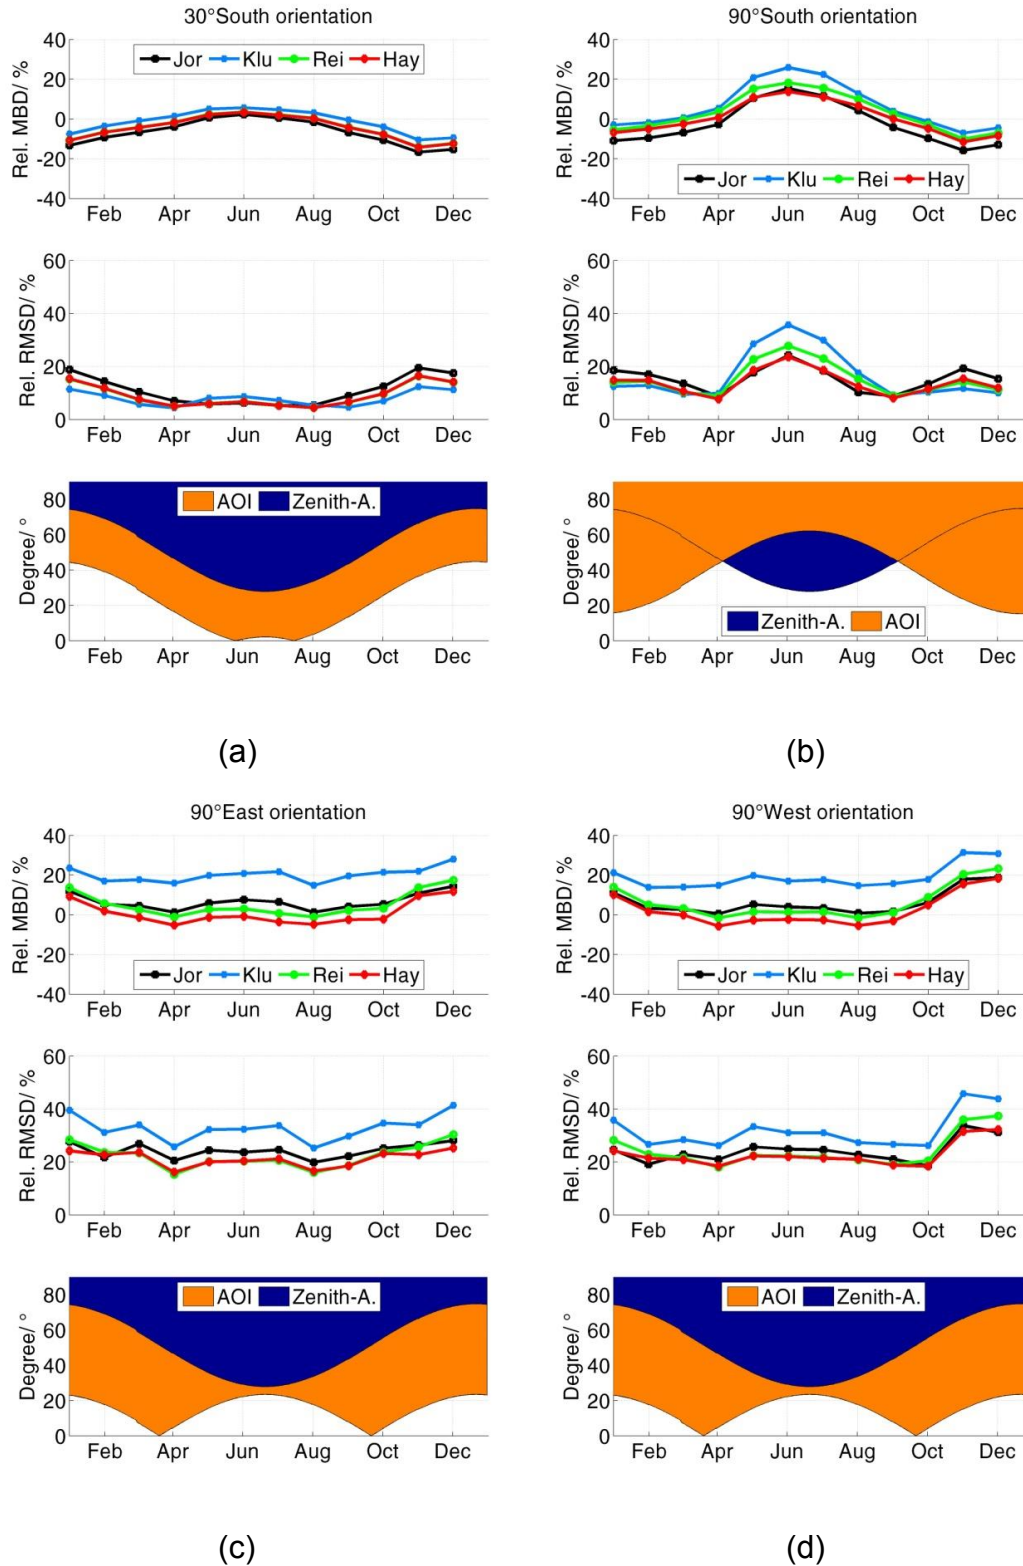 30°South orientation
40
20
0
-20
-40
Rel. MBD/ %
Jor Klu Rei Hay
Feb Apr Jun Aug Oct Dec
60
40
20
0
Rel. RMSD/ %
Feb Apr Jun Aug Oct Dec
80
60
40
20
0
Degree/ °
AOI Zenith-A.
Feb Apr Jun Aug Oct Dec
(a)
90°South orientation
40
20
0
-20
-40
Rel. MBD/ %
Jor Klu Rei Hay
Feb Apr Jun Aug Oct Dec
60
40
20
0
Rel. RMSD/ %
Feb Apr Jun Aug Oct Dec
80
60
40
20
0
Degree/ °
Zenith-A. AOI
Feb Apr Jun Aug Oct Dec
(b)
90°East orientation
40
20
0
-20
-40
Rel. MBD/ %
Jor Klu Rei Hay
Feb Apr Jun Aug Oct Dec
60
40
20
0
Rel. RMSD/ %
Feb Apr Jun Aug Oct Dec
80
60
40
20
0
Degree/ °
AOI Zenith-A.
Feb Apr Jun Aug Oct Dec
(c)
90°West orientation
40
20
0
-20
-40
Rel. MBD/ %
Jor Klu Rei Hay
Feb Apr Jun Aug Oct Dec
60
40
20
0
Rel. RMSD/ %
Feb Apr Jun Aug Oct Dec
80
60
40
20
0
Degree/ °
AOI Zenith-A.
Feb Apr Jun Aug Oct Dec
(d)